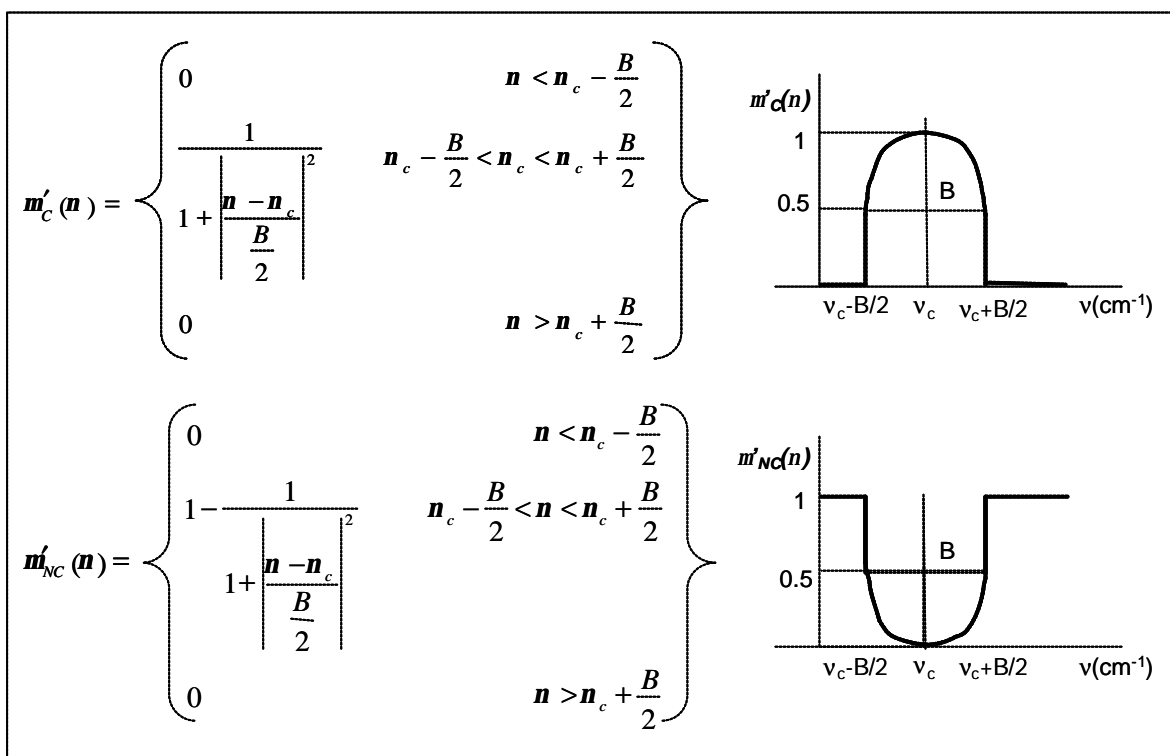 0 n < n_c − B/2
m′_C(n) = 1 / (1 + |(n − n_c) / (B/2)|²) n_c − B/2 < n_c < n_c + B/2
0 n > n_c + B/2
m'_C(n)
1
0.5
B
ν_c-B/2 ν_c ν_c+B/2 ν(cm⁻¹)
0 n < n_c − B/2
m′_NC(n) = 1 − 1 / (1 + |(n − n_c) / (B/2)|²) n_c − B/2 < n < n_c + B/2
0 n > n_c + B/2
m'_NC(n)
1
B
0.5
ν_c-B/2 ν_c ν_c+B/2 ν(cm⁻¹)